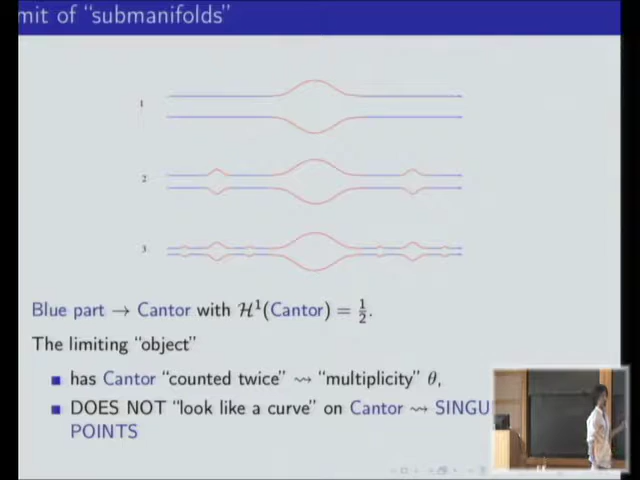 mit of "submanifolds"
1
2
3
Blue part → Cantor with ℋ¹(Cantor) = 1/2.
The limiting "object"
■ has Cantor "counted twice" ⇝ "multiplicity" θ,
■ DOES NOT "look like a curve" on Cantor ⇝ SINGU
POINTS